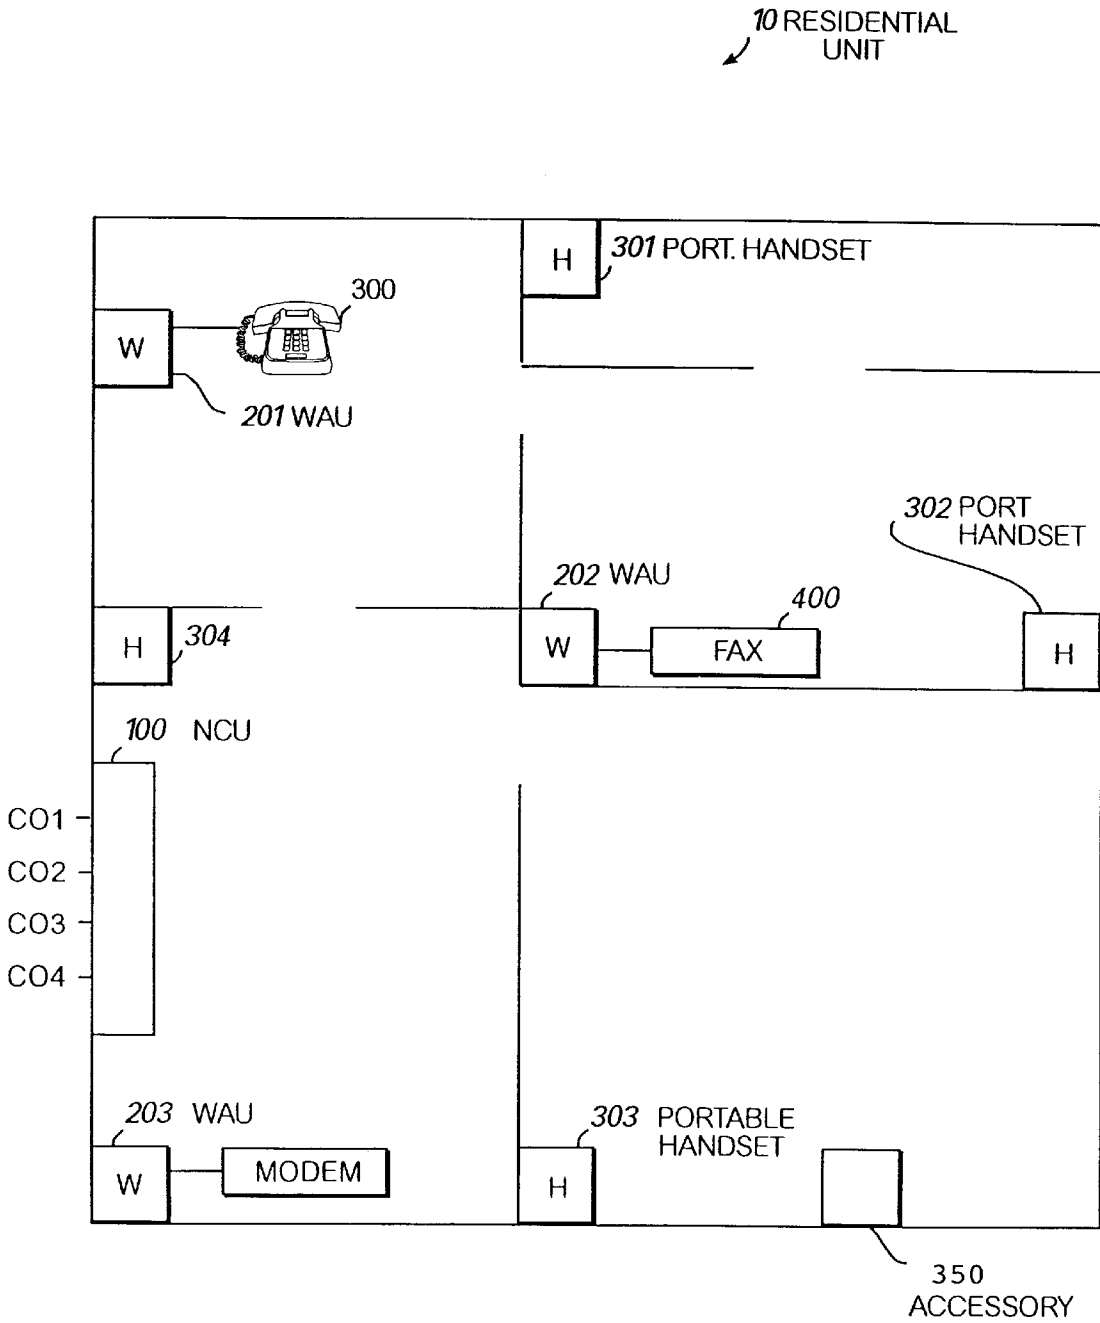 10 RESIDENTIAL
UNIT
H
301 PORT. HANDSET
300
W
201 WAU
302 PORT
HANDSET
202 WAU
400
H
304
W
FAX
H
100 NCU
CO1
CO2
CO3
CO4
203 WAU
303 PORTABLE
HANDSET
W
MODEM
H
350
ACCESSORY